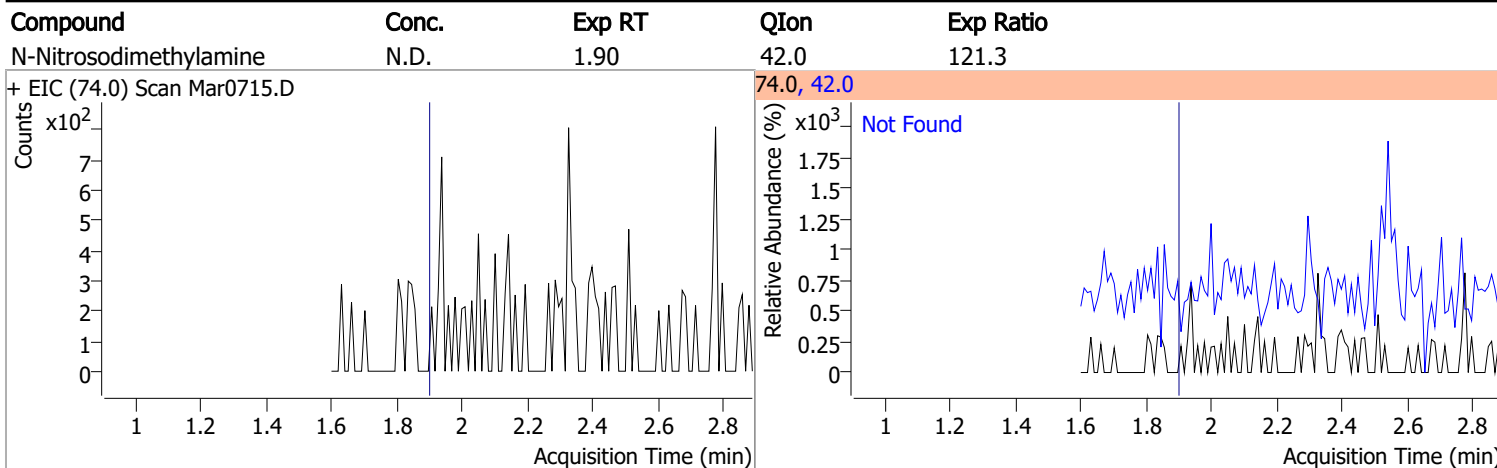 Compound Conc. Exp RT QIon Exp Ratio
N-Nitrosodimethylamine N.D. 1.90 42.0 121.3
+ EIC (74.0) Scan Mar0715.D
Counts
x10²
7
6
5
4
3
2
1
0
1 1.2 1.4 1.6 1.8 2 2.2 2.4 2.6 2.8
Acquisition Time (min)
74.0, 42.0
Relative Abundance (%)
x10³
Not Found
1.75
1.5
1.25
1
0.75
0.5
0.25
0
1 1.2 1.4 1.6 1.8 2 2.2 2.4 2.6 2.8
Acquisition Time (min)